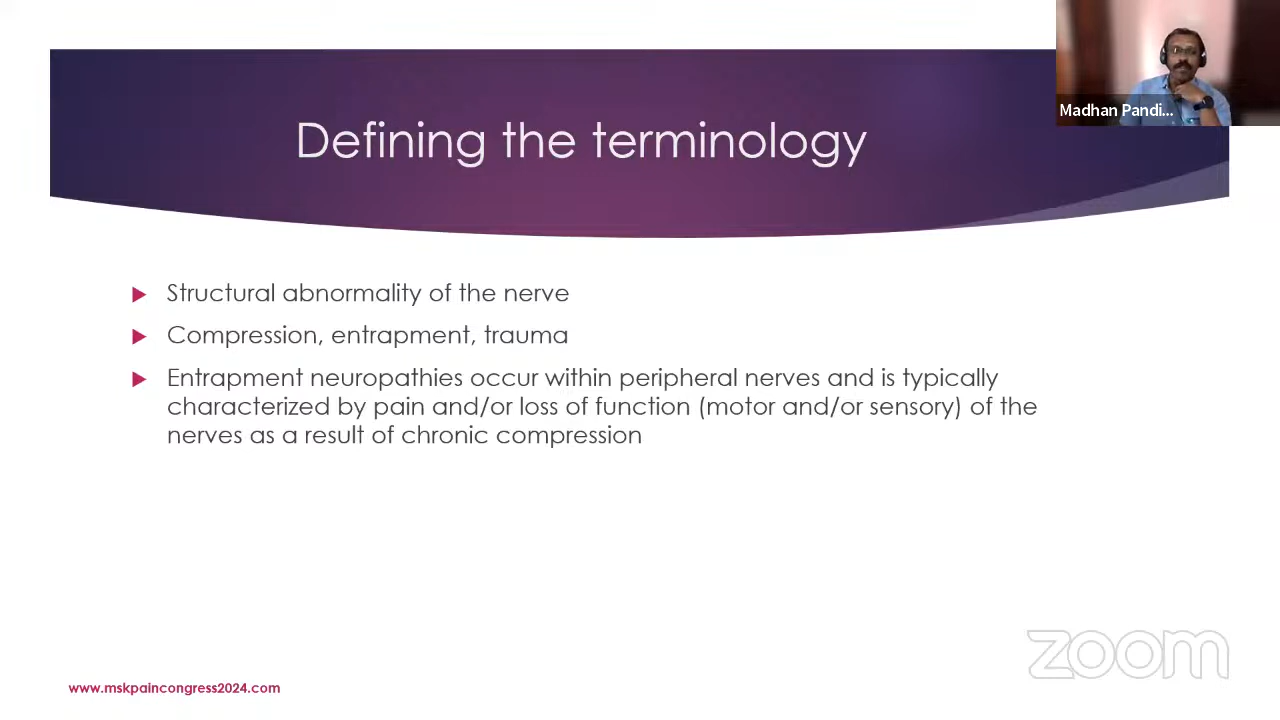 Madhan Pandi...
Defining the terminology
Structural abnormality of the nerve
Compression, entrapment, trauma
Entrapment neuropathies occur within peripheral nerves and is typically
characterized by pain and/or loss of function (motor and/or sensory) of the
nerves as a result of chronic compression
zoom
www.mskpaincongress2024.com